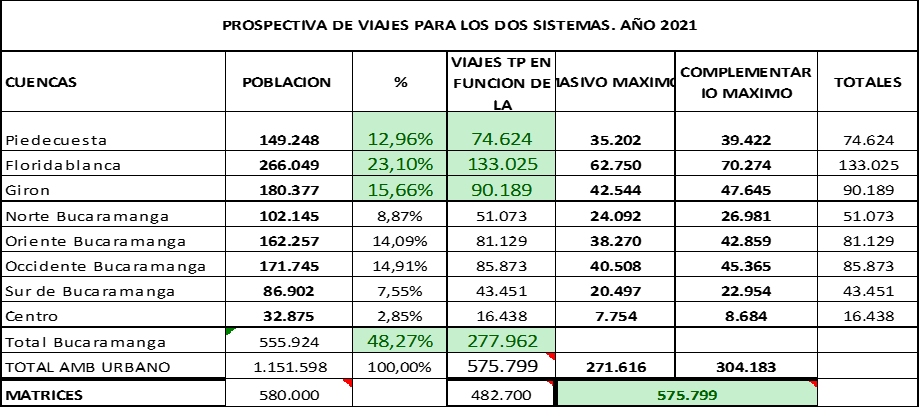 PROSPECTIVA DE VIAJES PARA LOS DOS SISTEMAS. AÑO 2021
CUENCAS POBLACION % VIAJES TP EN FUNCION DE LA ASIVO MAXIMO COMPLEMENTAR IO MAXIMO TOTALES
Piedecuesta 149.248 12,96% 74.624 35.202 39.422 74.624
Floridablanca 266.049 23,10% 133.025 62.750 70.274 133.025
Giron 180.377 15,66% 90.189 42.544 47.645 90.189
Norte Bucaramanga 102.145 8,87% 51.073 24.092 26.981 51.073
Oriente Bucaramanga 162.257 14,09% 81.129 38.270 42.859 81.129
Occidente Bucaramanga 171.745 14,91% 85.873 40.508 45.365 85.873
Sur de Bucaramanga 86.902 7,55% 43.451 20.497 22.954 43.451
Centro 32.875 2,85% 16.438 7.754 8.684 16.438
Total Bucaramanga 555.924 48,27% 277.962
TOTAL AMB URBANO 1.151.598 100,00% 575.799 271.616 304.183
MATRICES 580.000 482.700 575.799